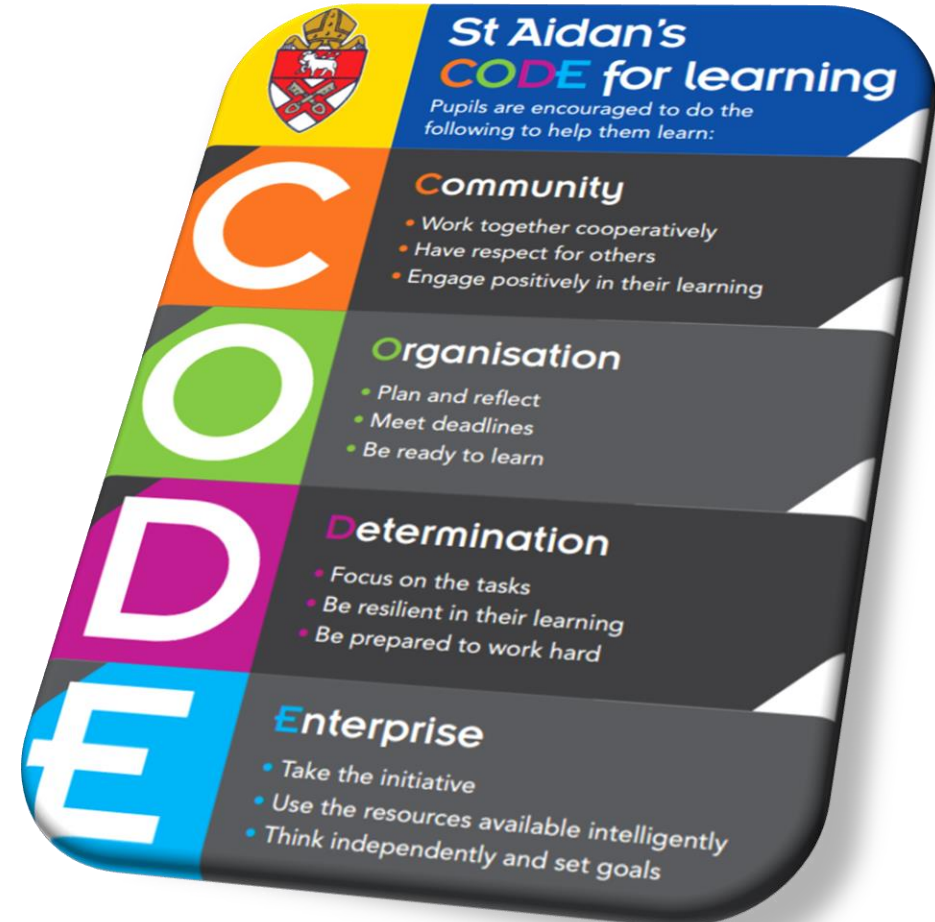 St Aidan's
CODE for learning
Pupils are encouraged to do the
following to help them learn:
C
Community
• Work together cooperatively
• Have respect for others
• Engage positively in their learning
O
Organisation
• Plan and reflect
• Meet deadlines
• Be ready to learn
D
Determination
• Focus on the tasks
• Be resilient in their learning
• Be prepared to work hard
E
Enterprise
• Take the initiative
• Use the resources available intelligently
• Think independently and set goals